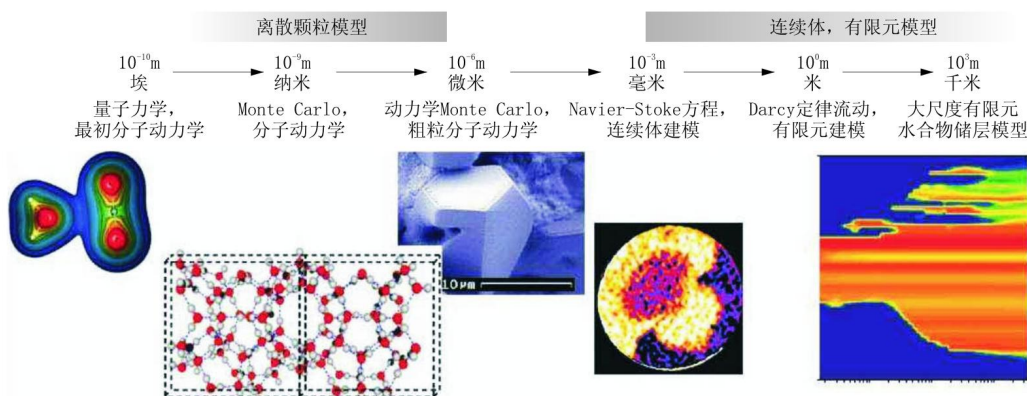 离散颗粒模型
连续体，有限元模型
10⁻¹⁰m
埃
10⁻⁹m
纳米
10⁻⁶m
微米
10⁻³m
毫米
10⁰m
米
10³m
千米
量子力学，
最初分子动力学
Monte Carlo，
分子动力学
动力学Monte Carlo，
粗粒分子动力学
Navier-Stoke方程，
连续体建模
Darcy定律流动，
有限元建模
大尺度有限元
水合物储层模型
10 μm